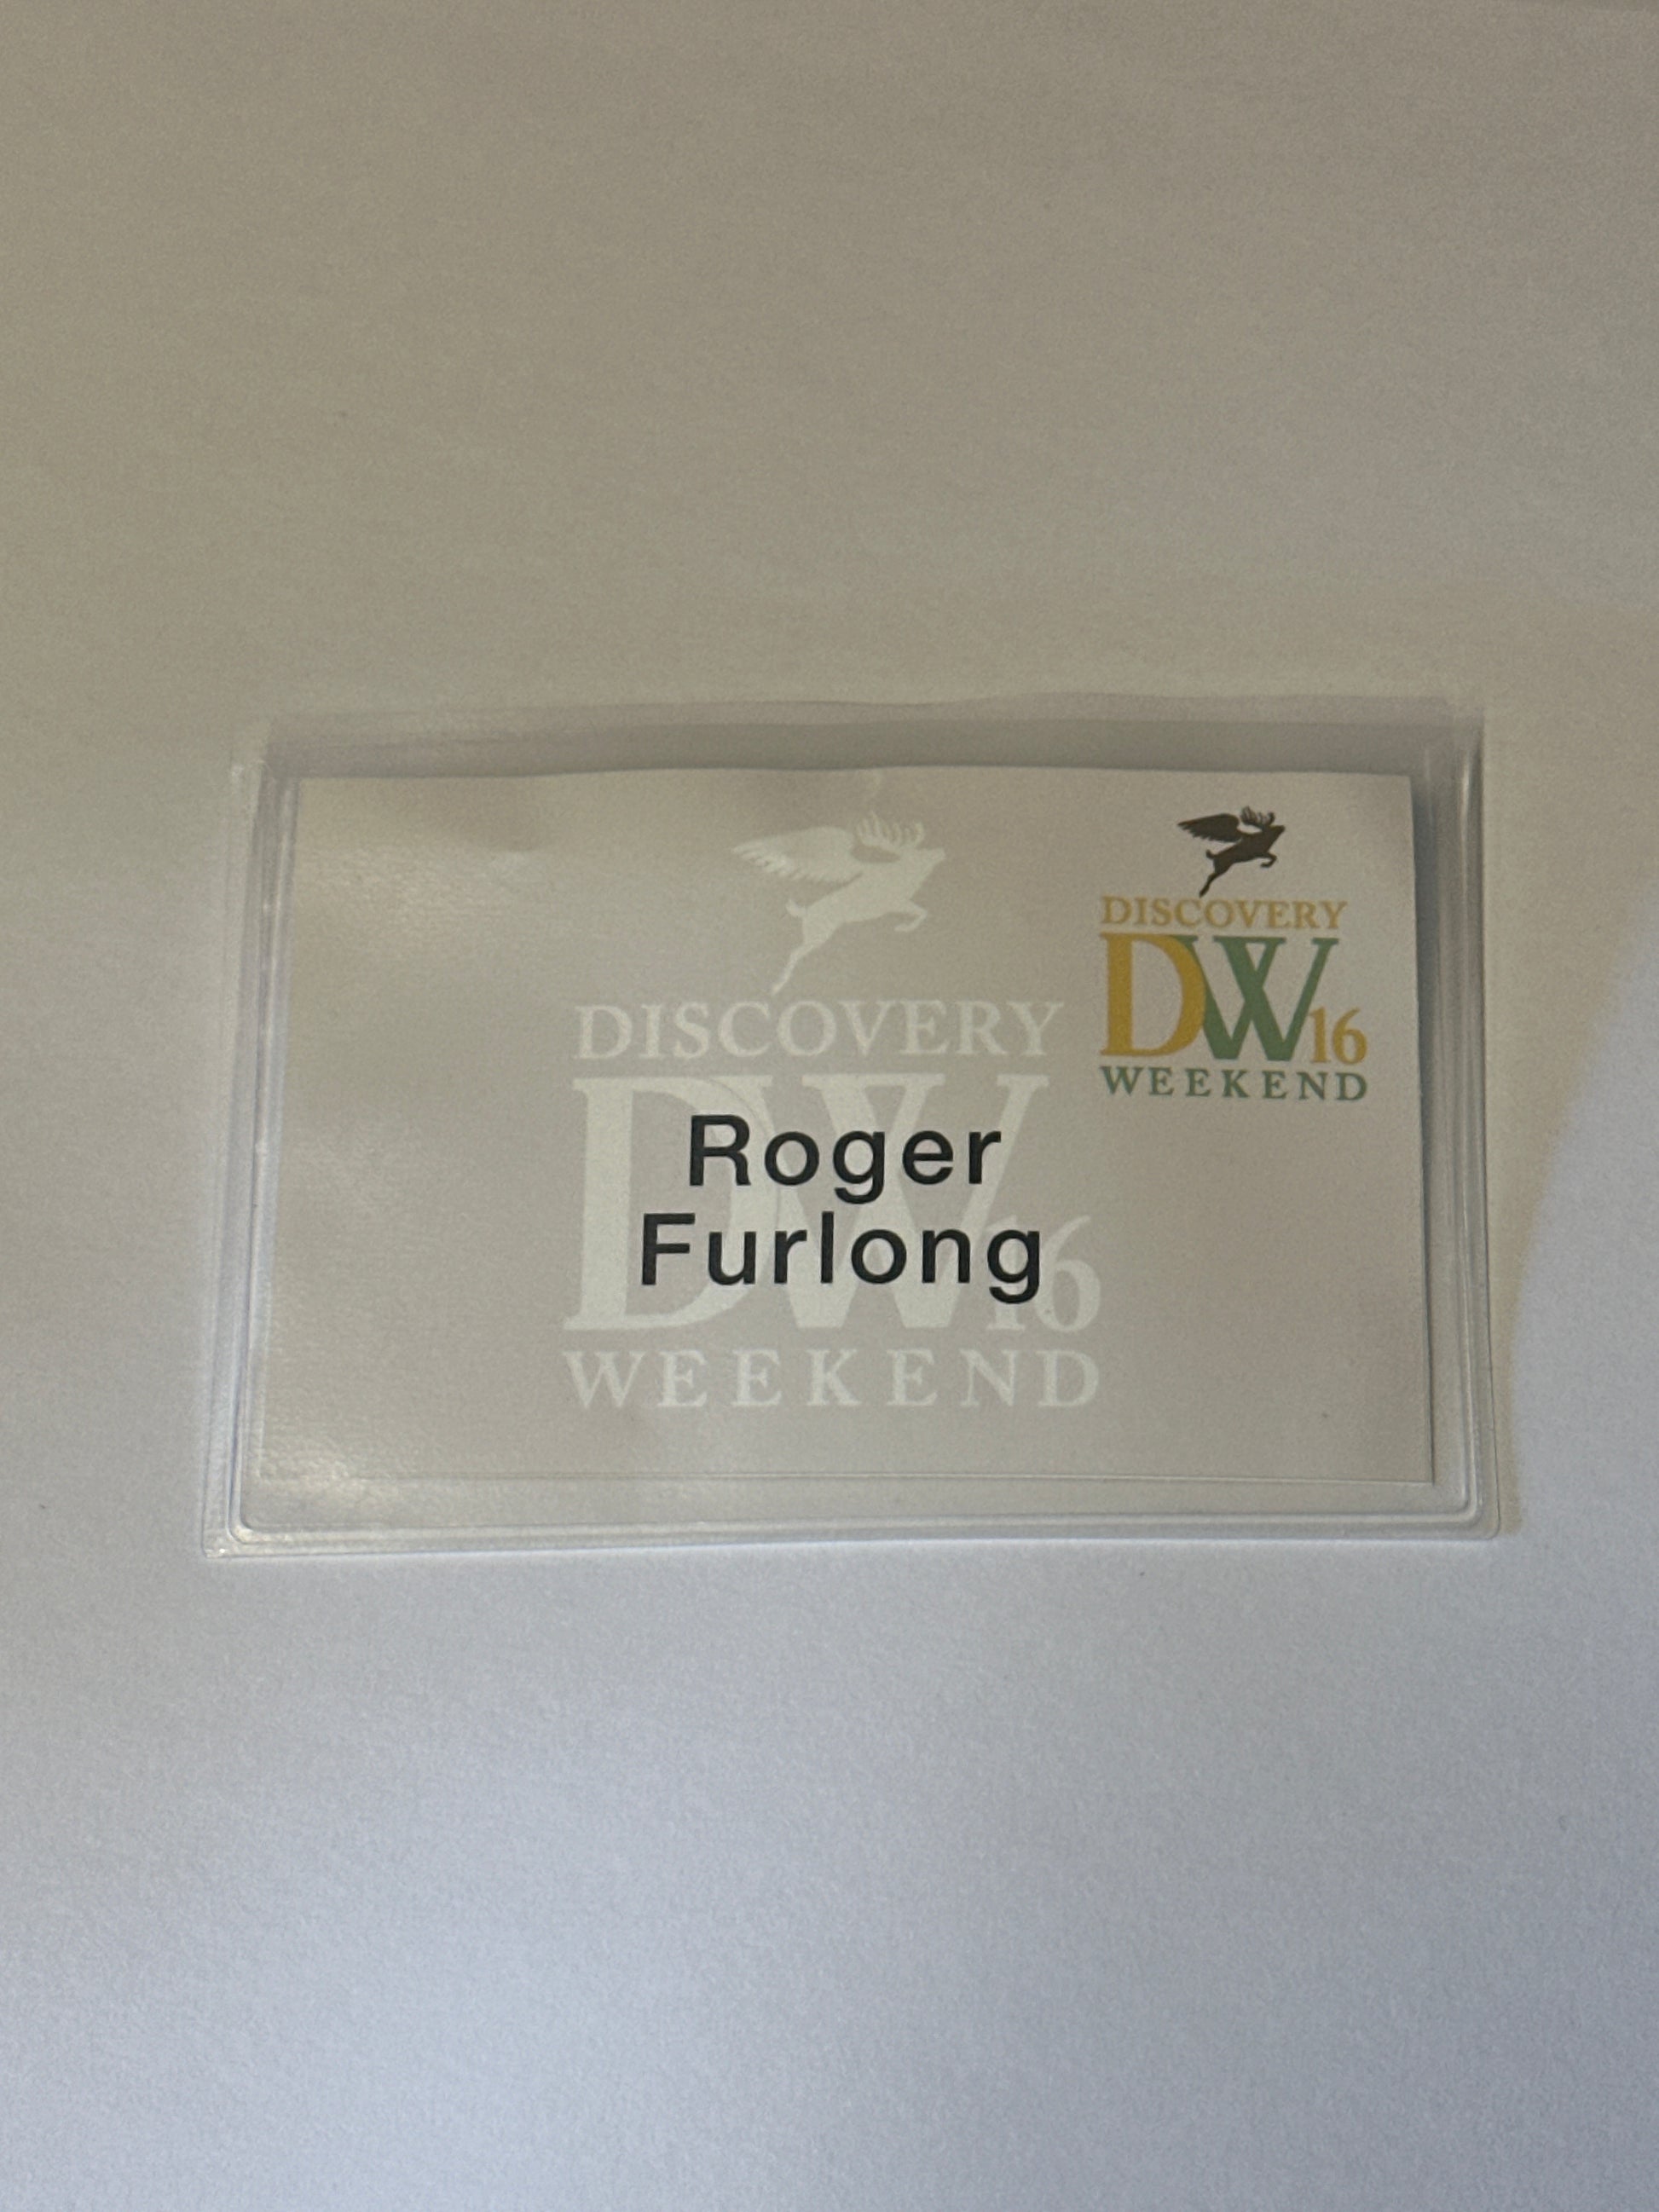 DISCOVERY
DW16
WEEKEND
DISCOVERY
DW16
WEEKEND
Roger
Furlong